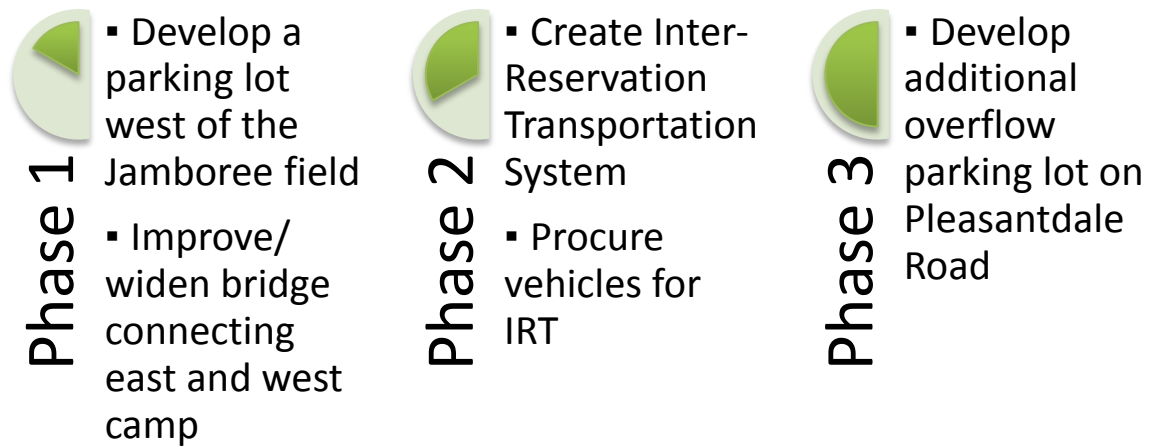 Phase 1
▪ Develop a
parking lot
west of the
Jamboree field
▪ Improve/
widen bridge
connecting
east and west
camp
Phase 2
▪ Create Inter-
Reservation
Transportation
System
▪ Procure
vehicles for
IRT
Phase 3
▪ Develop
additional
overflow
parking lot on
Pleasantdale
Road